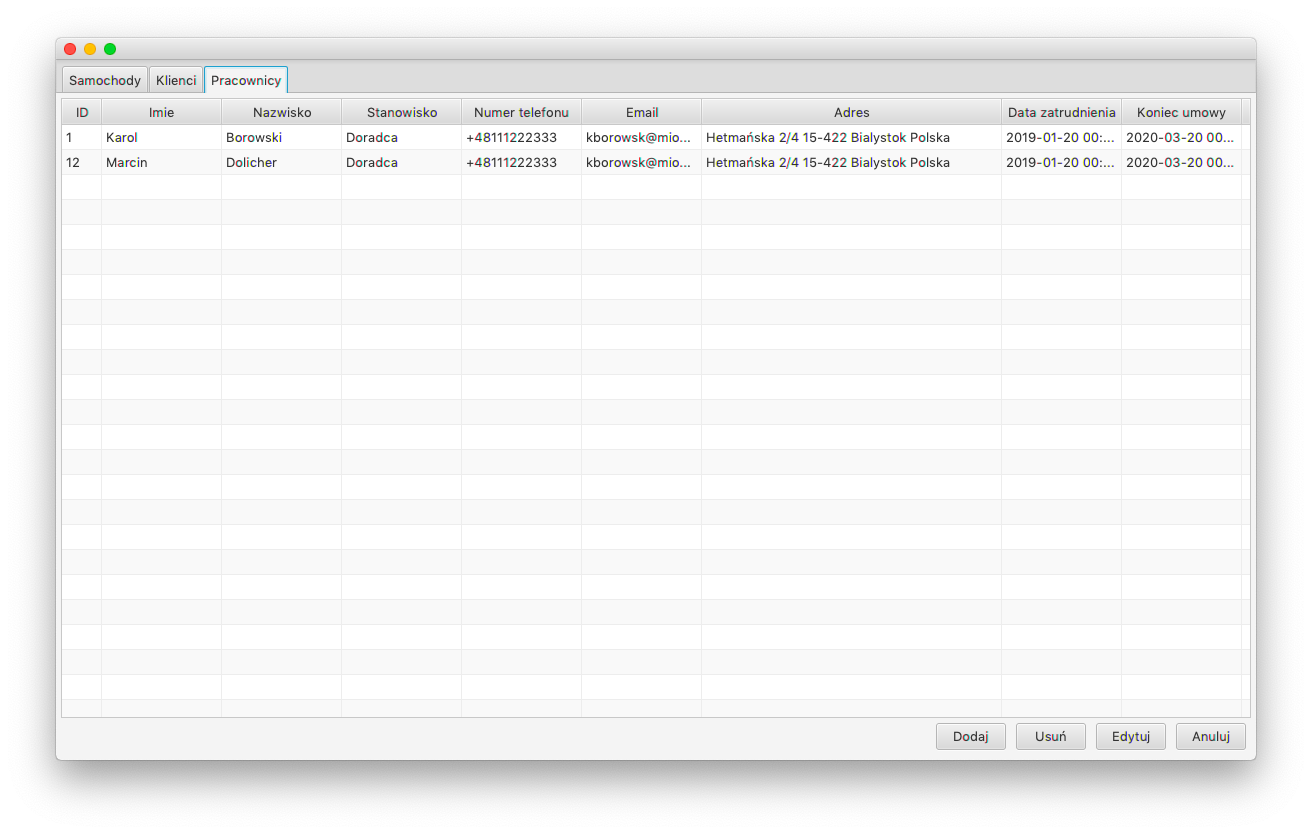 Samochody Klienci Pracownicy
ID Imie Nazwisko Stanowisko Numer telefonu Email Adres Data zatrudnienia Koniec umowy
1 Karol Borowski Doradca +48111222333 kborowsk@mio... Hetmańska 2/4 15-422 Bialystok Polska 2019-01-20 00:... 2020-03-20 00...
12 Marcin Dolicher Doradca +48111222333 kborowsk@mio... Hetmańska 2/4 15-422 Bialystok Polska 2019-01-20 00:... 2020-03-20 00...
Dodaj Usuń Edytuj Anuluj